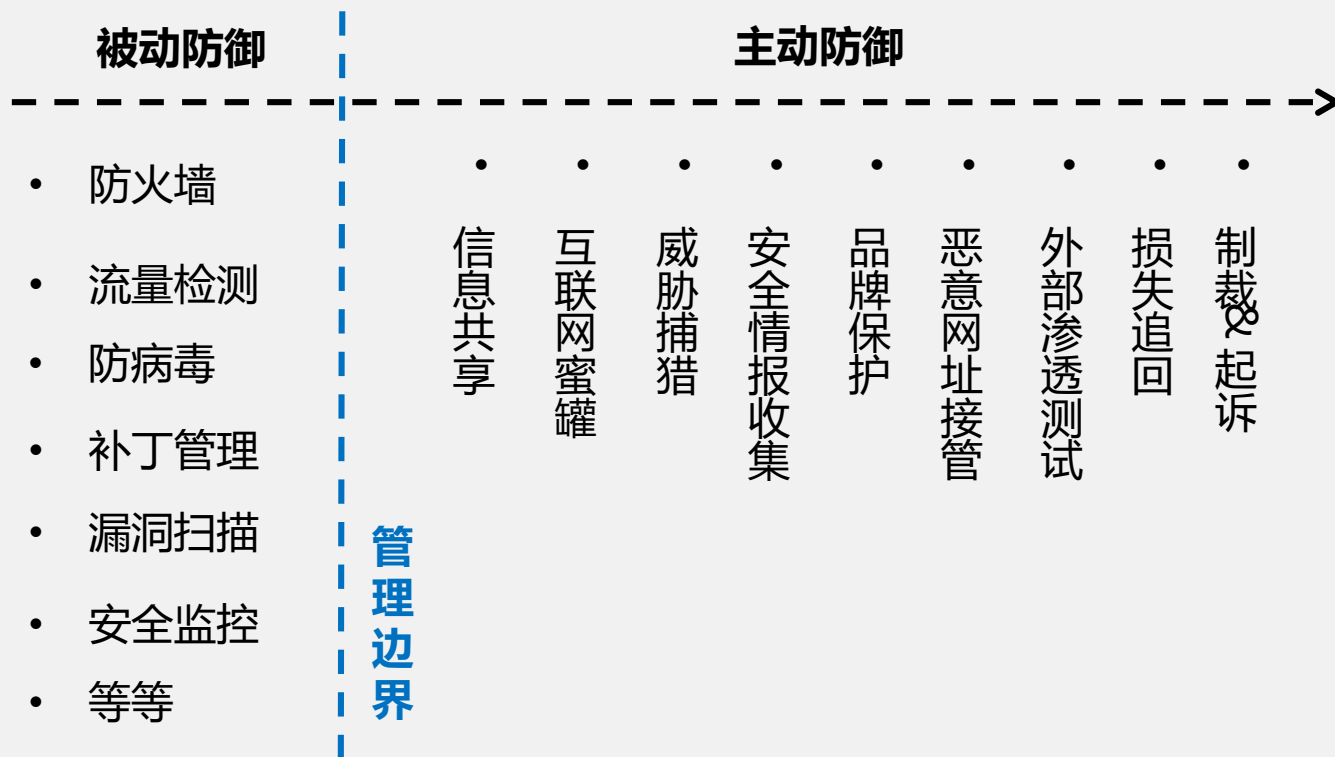 被动防御
主动防御
• 防火墙
• 流量检测
• 防病毒
• 补丁管理
• 漏洞扫描
• 安全监控
• 等等
管理边界
• 信息共享
• 互联网蜜罐
• 威胁捕猎
• 安全情报收集
• 品牌保护
• 恶意网址接管
• 外部渗透测试
• 损失追回
• 制裁&起诉